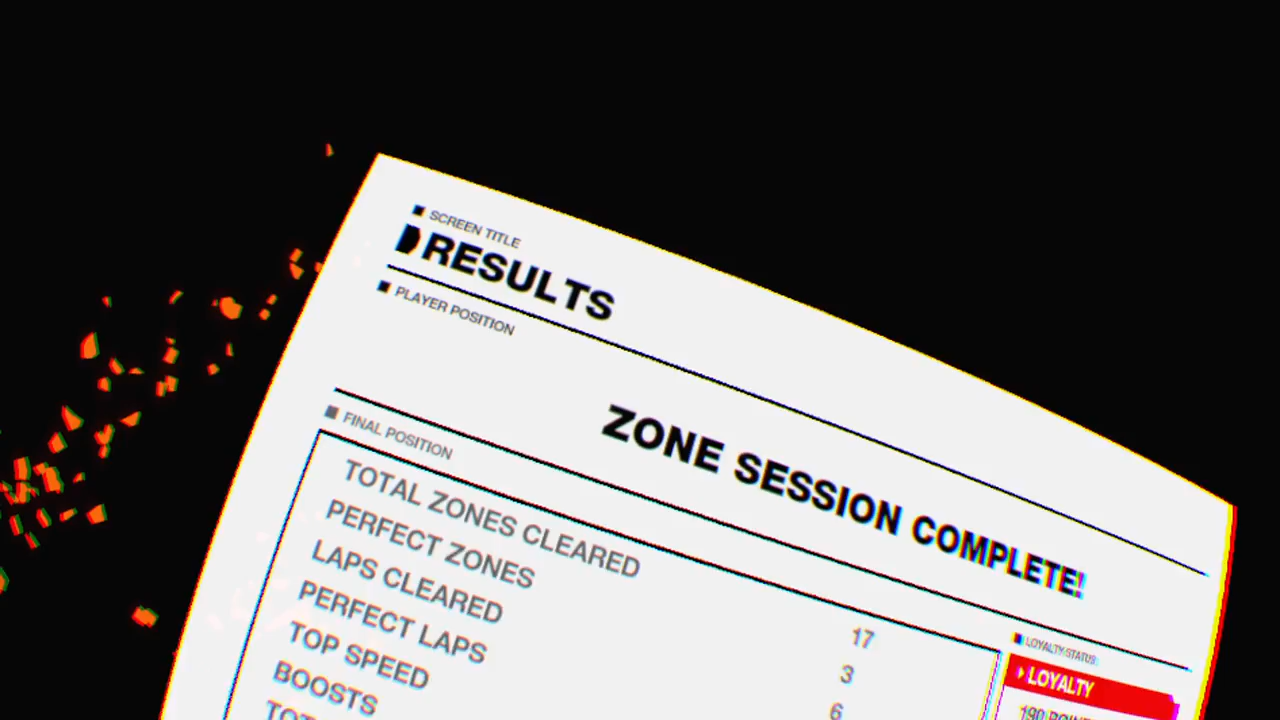 SCREEN TITLE
RESULTS
PLAYER POSITION
ZONE SESSION COMPLETE!
FINAL POSITION
TOTAL ZONES CLEARED 17
PERFECT ZONES 3
LAPS CLEARED 6
PERFECT LAPS
TOP SPEED
BOOSTS
LOYALTY STATUS
LOYALTY
190